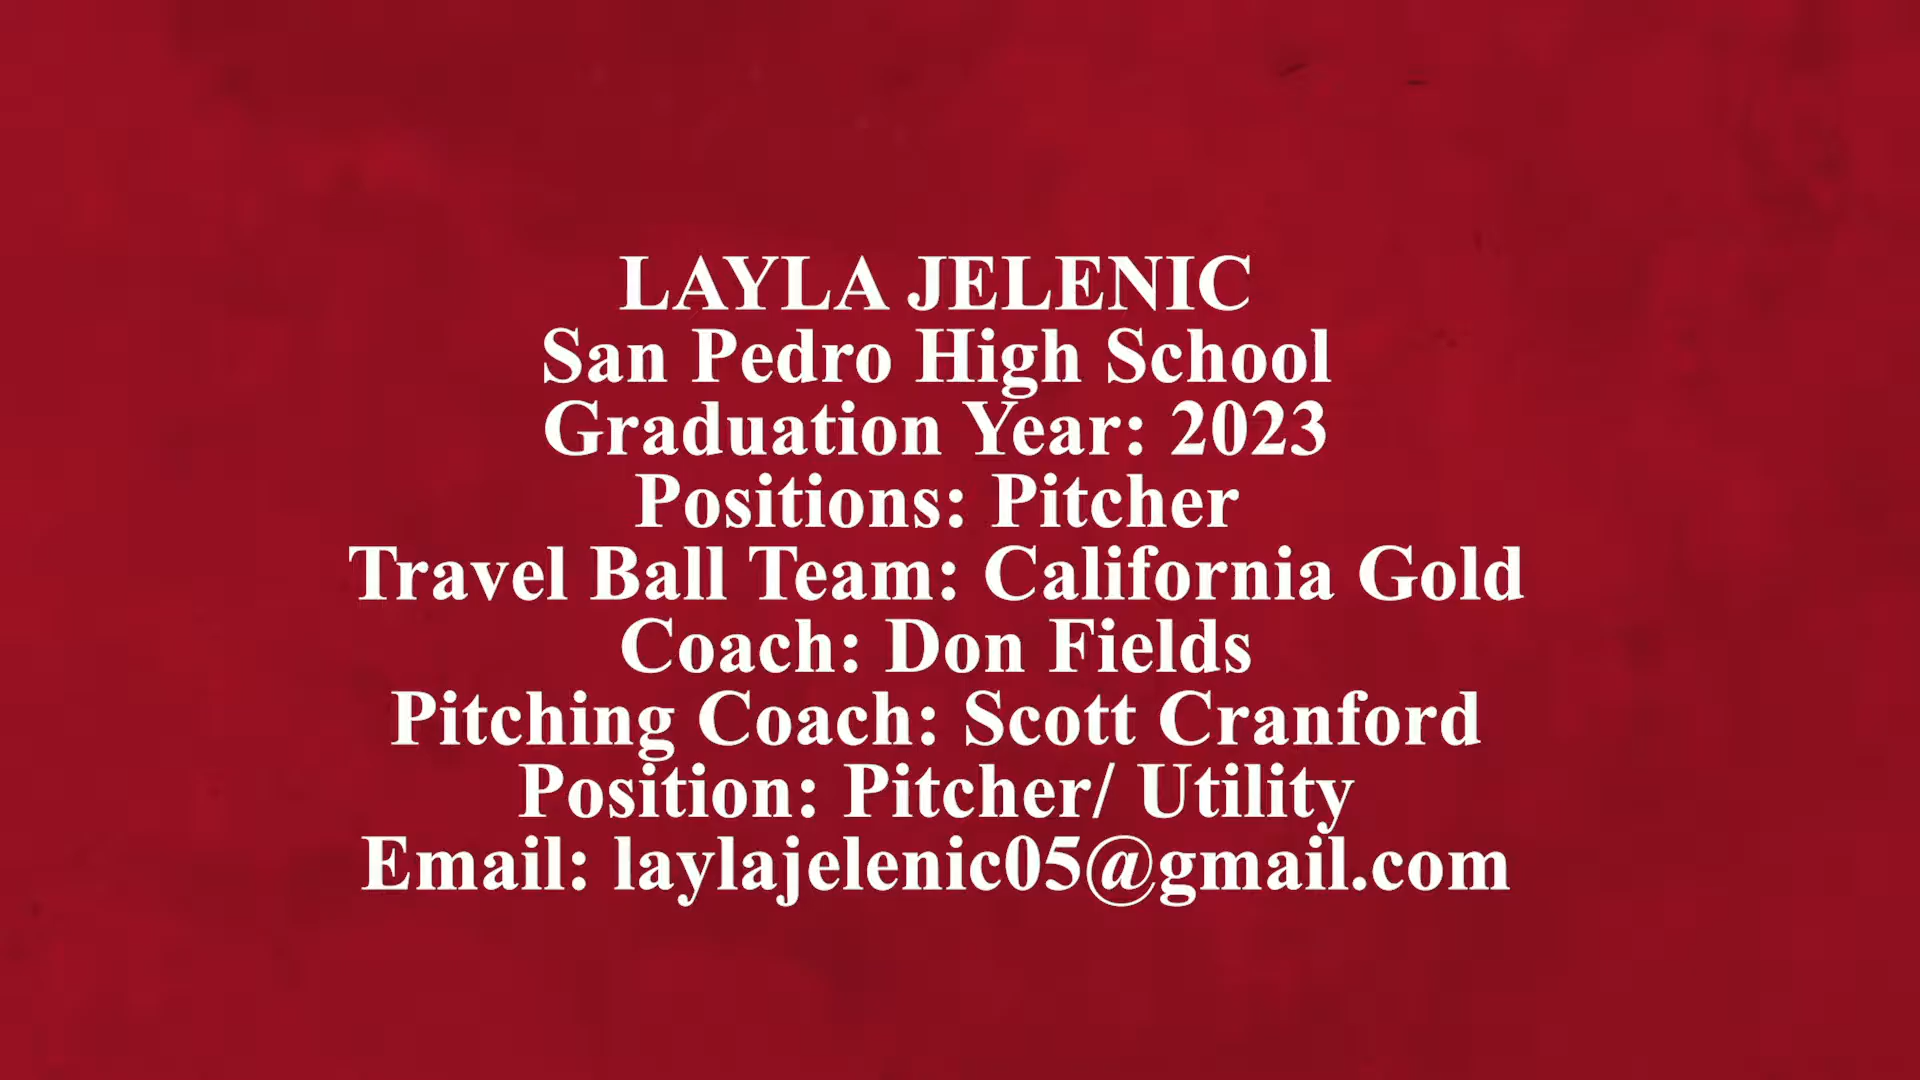 LAYLA JELENIC
San Pedro High School
Graduation Year: 2023
Positions: Pitcher
Travel Ball Team: California Gold
Coach: Don Fields
Pitching Coach: Scott Cranford
Position: Pitcher/ Utility
Email: laylajelenic05@gmail.com